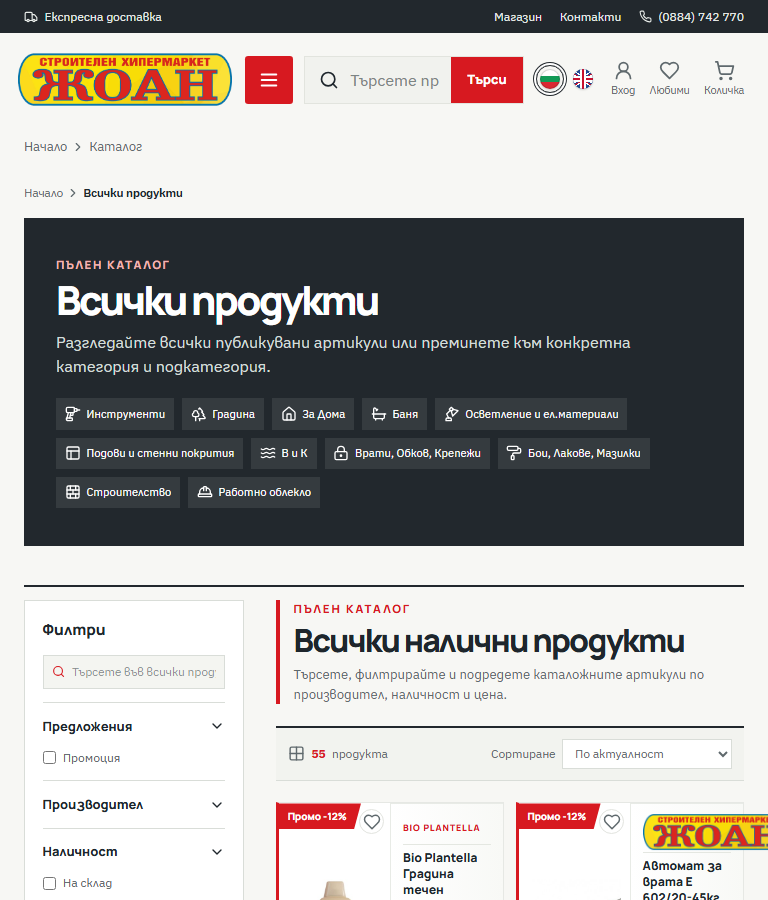 Експресна доставка
Магазин
Контакти
(0884) 742 770
СТРОИТЕЛЕН ХИПЕРМАРКЕТ
ЖОАН
Търсете пр
Търси
Вход
Любими
Количка
Начало > Каталог
Начало > Всички продукти
ПЪЛЕН КАТАЛОГ
Всички продукти
Разгледайте всички публикувани артикули или преминете към конкретна
категория и подкатегория.
Инструменти
Градина
За Дома
Баня
Осветление и ел.материали
Подови и стенни покрития
В и К
Врати, Обков, Крепежи
Бои, Лакове, Мазилки
Строителство
Работно облекло
Филтри
Търсете във всички прод
Предложения
Промоция
Производител
Наличност
На склад
ПЪЛЕН КАТАЛОГ
Всички налични продукти
Търсете, филтрирайте и подредете каталожните артикули по
производител, наличност и цена.
55 продукта
Сортиране
По актуалност
Промо -12%
BIO PLANTELLA
Bio Plantella
Градина
течен
Промо -12%
СТРОИТЕЛЕН ХИПЕРМАРК
ЖОАН
Автомат за
врата Е
602/20-45кг